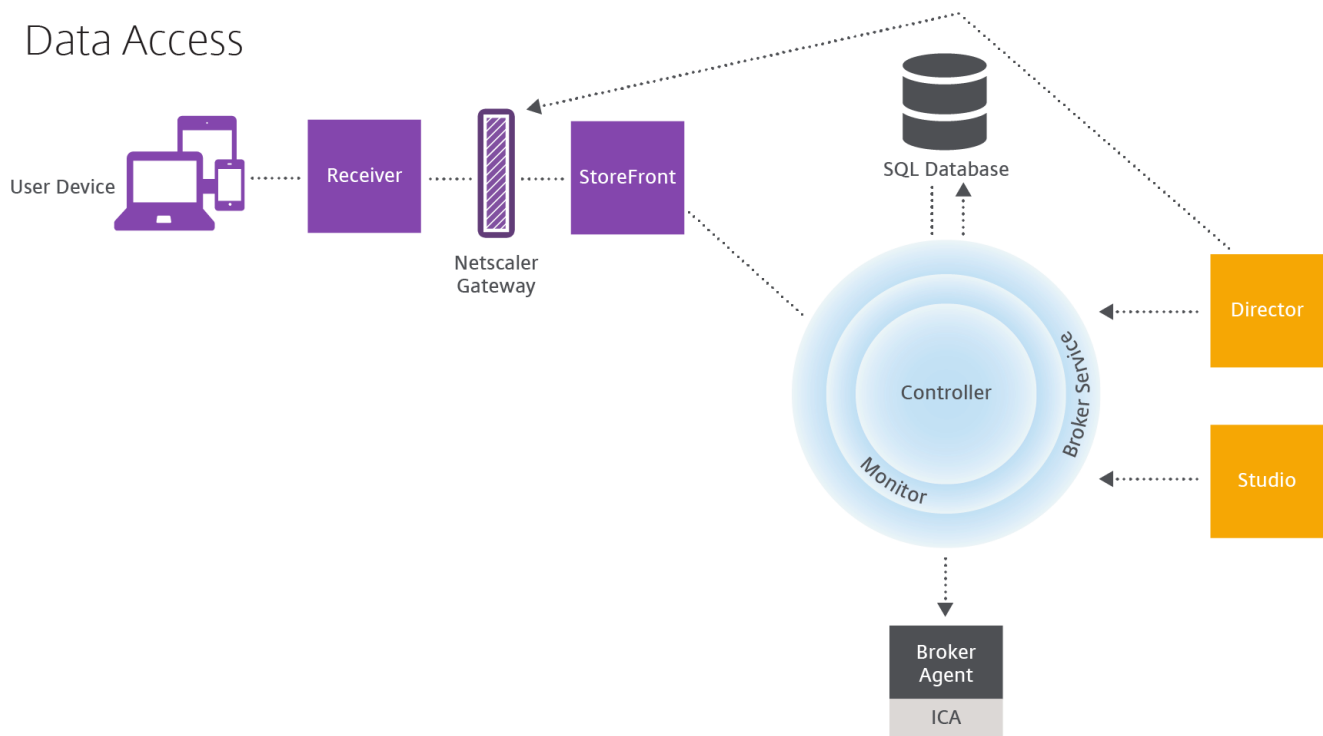 Data Access
User Device
Receiver
Netscaler
Gateway
StoreFront
SQL Database
Director
Broker Service
Controller
Monitor
Studio
Broker
Agent
ICA